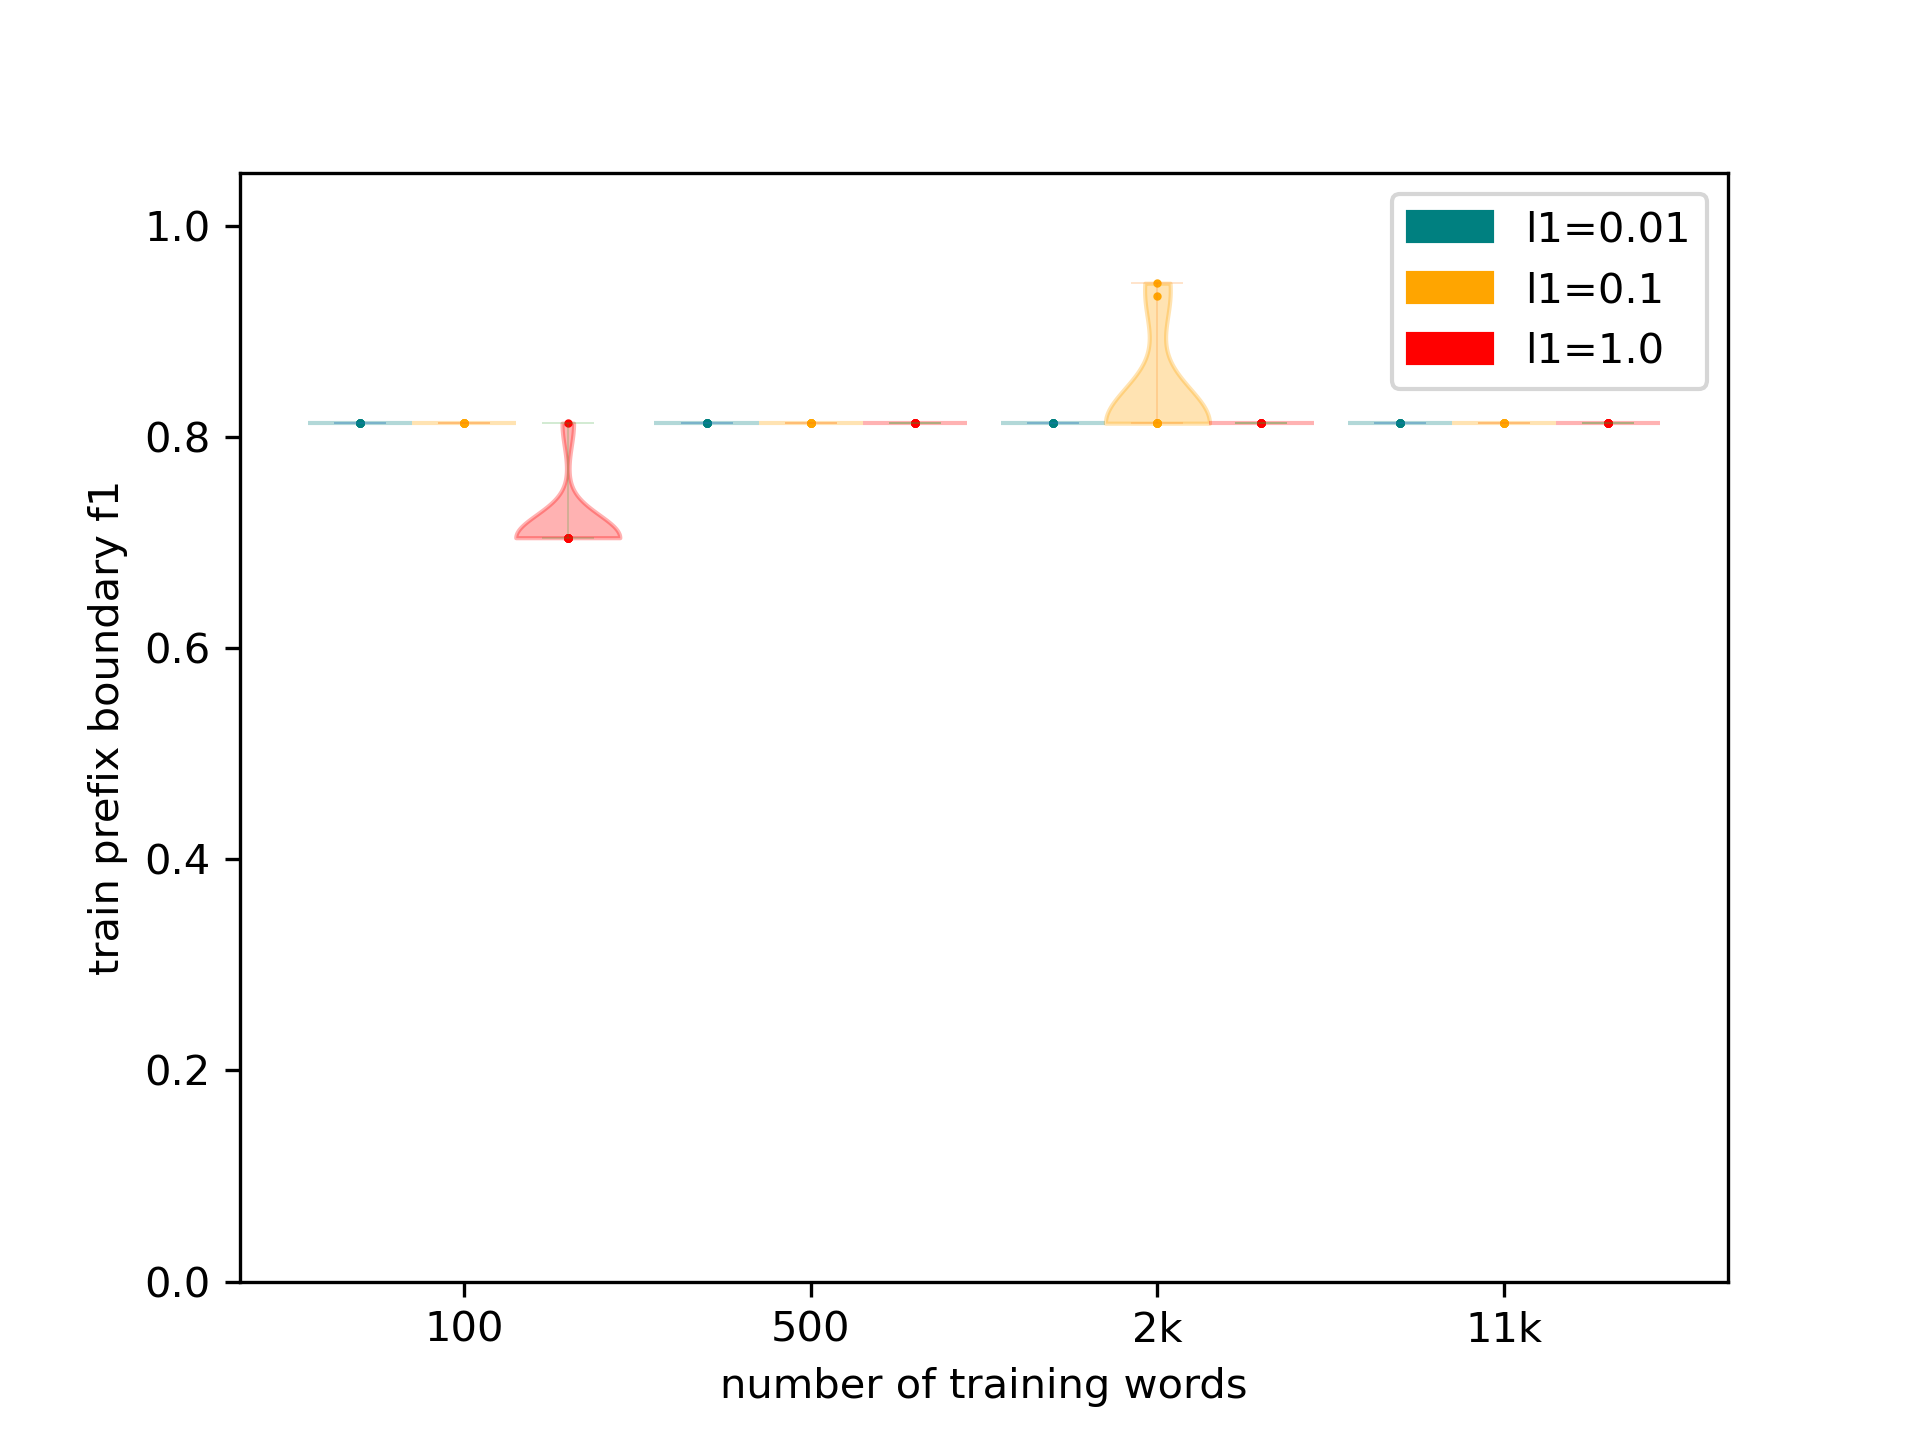 1.0
0.8
0.6
0.4
0.2
0.0
train prefix boundary f1
l1=0.01
l1=0.1
l1=1.0
100 500 2k 11k
number of training words